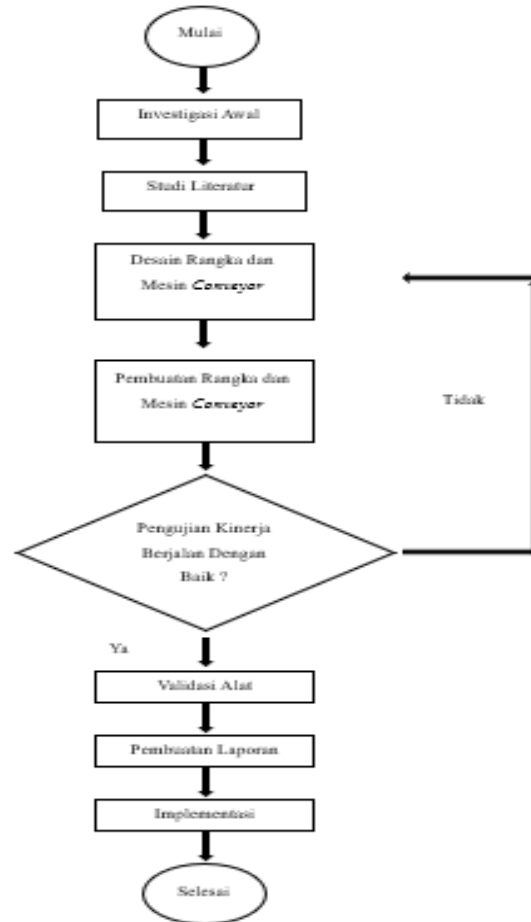 Mulai
Investigasi Awal
Studi Literatur
Desain Rangka dan
Mesin Conveyor
Pembuatan Rangka dan
Mesin Conveyor
Tidak
Pengujian Kinerja
Berjalan Dengan
Baik ?
Ya
Validasi Alat
Pembuatan Laporan
Implementasi
Selesai